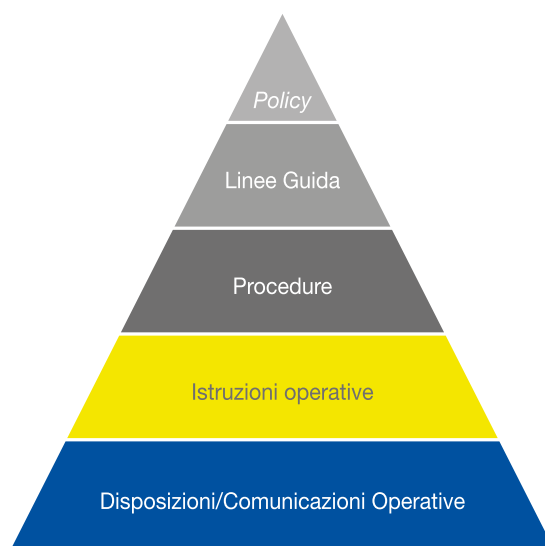 Policy
Linee Guida
Procedure
Istruzioni operative
Disposizioni/Comunicazioni Operative